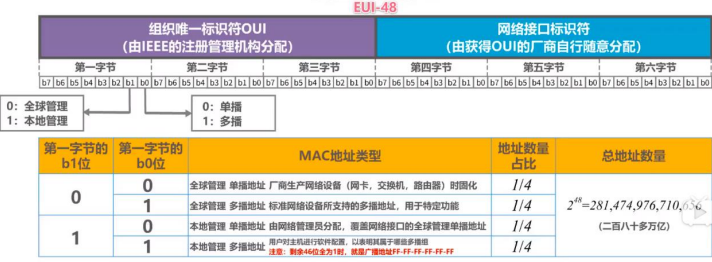 EUI-48
组织唯一标识符OUI
(由IEEE的注册管理机构分配)
网络接口标识符
(由获得OUI的厂商自行随意分配)
第一字节 第二字节 第三字节 第四字节 第五字节 第六字节
b7 b6 b5 b4 b3 b2 b1 b0 b7 b6 b5 b4 b3 b2 b1 b0 b7 b6 b5 b4 b3 b2 b1 b0 b7 b6 b5 b4 b3 b2 b1 b0 b7 b6 b5 b4 b3 b2 b1 b0 b7 b6 b5 b4 b3 b2 b1 b0
0:全球管理
1:本地管理
0:单播
1:多播
第一字节的b1位 第一字节的b0位 MAC地址类型 地址数量占比 总地址数量
0 0 全球管理 单播地址 厂商生产网络设备(网卡,交换机,路由器)时固化 1/4
1 全球管理 多播地址 标准网络设备所支持的多播地址,用于特定功能 1/4
1 0 本地管理 单播地址 由网络管理员分配,覆盖网络接口的全球管理单播地址 1/4
1 本地管理 多播地址 用户对主机进行软件配置,以表明其属于哪些多播组 1/4
注意:剩余46位全为1时,就是广播地址FF-FF-FF-FF-FF-FF
2^48=281,474,976,710,656
(二百八十多万亿)